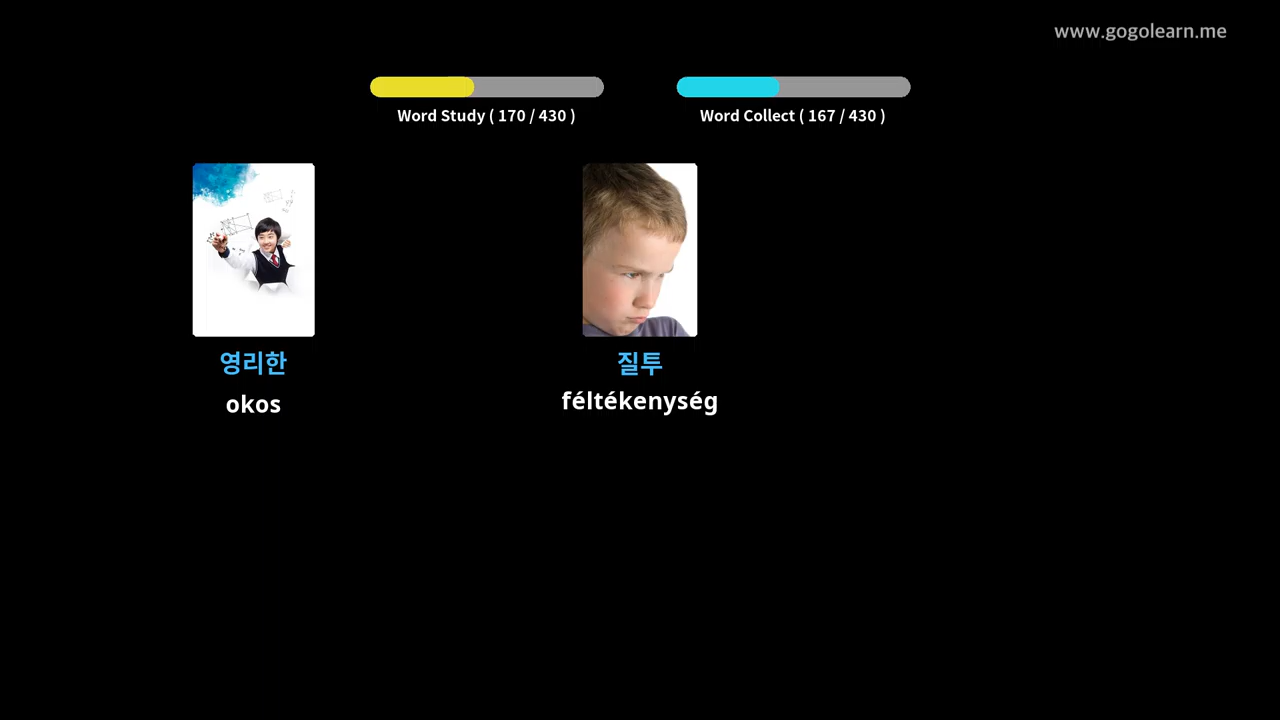 www.gogolearn.me
Word Study ( 170 / 430 )
Word Collect ( 167 / 430 )
영리한
okos
질투
féltékenység